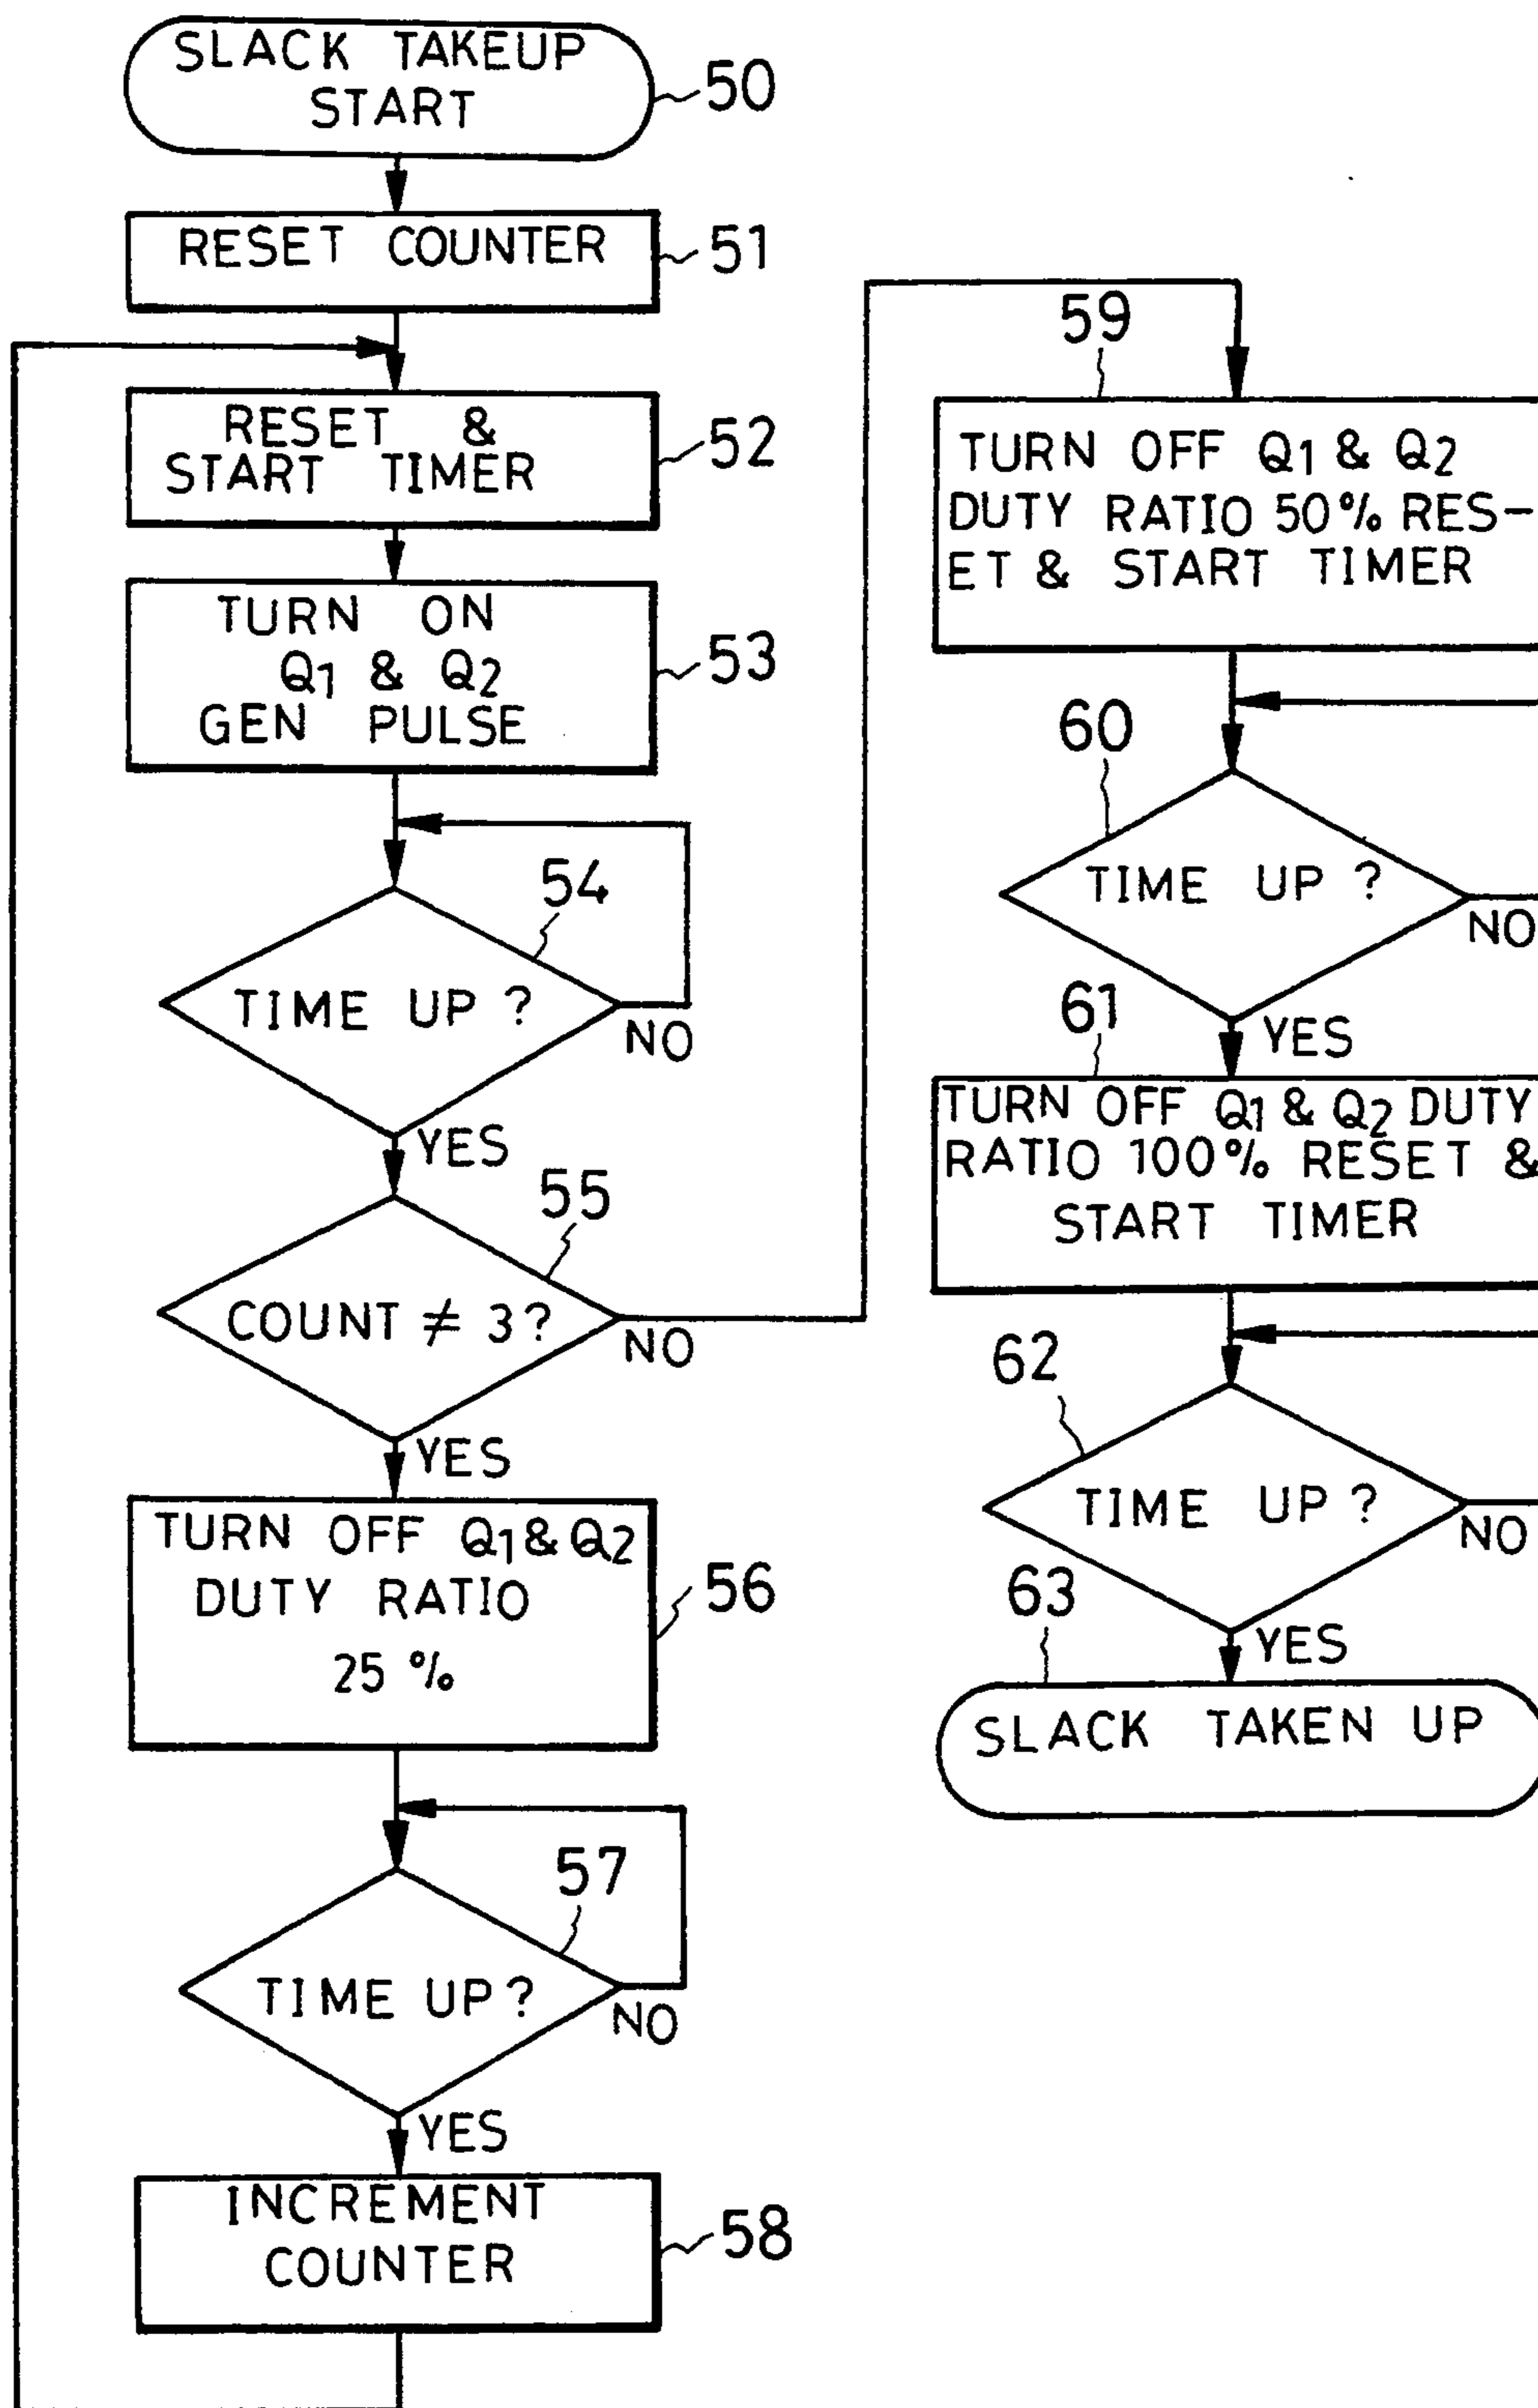 SLACK TAKEUP
START
50
RESET COUNTER
51
RESET &
START TIMER
52
TURN ON
Q1 & Q2
GEN PULSE
53
54
TIME UP ?
NO
YES
55
COUNT ≠ 3?
NO
YES
TURN OFF Q1 & Q2
DUTY RATIO
25 %
56
57
TIME UP ?
NO
YES
INCREMENT
COUNTER
58
59
TURN OFF Q1 & Q2
DUTY RATIO 50% RES-
ET & START TIMER
60
TIME UP ?
NO
YES
61
TURN OFF Q1 & Q2 DUTY
RATIO 100% RESET &
START TIMER
62
TIME UP ?
NO
YES
63
SLACK TAKEN UP